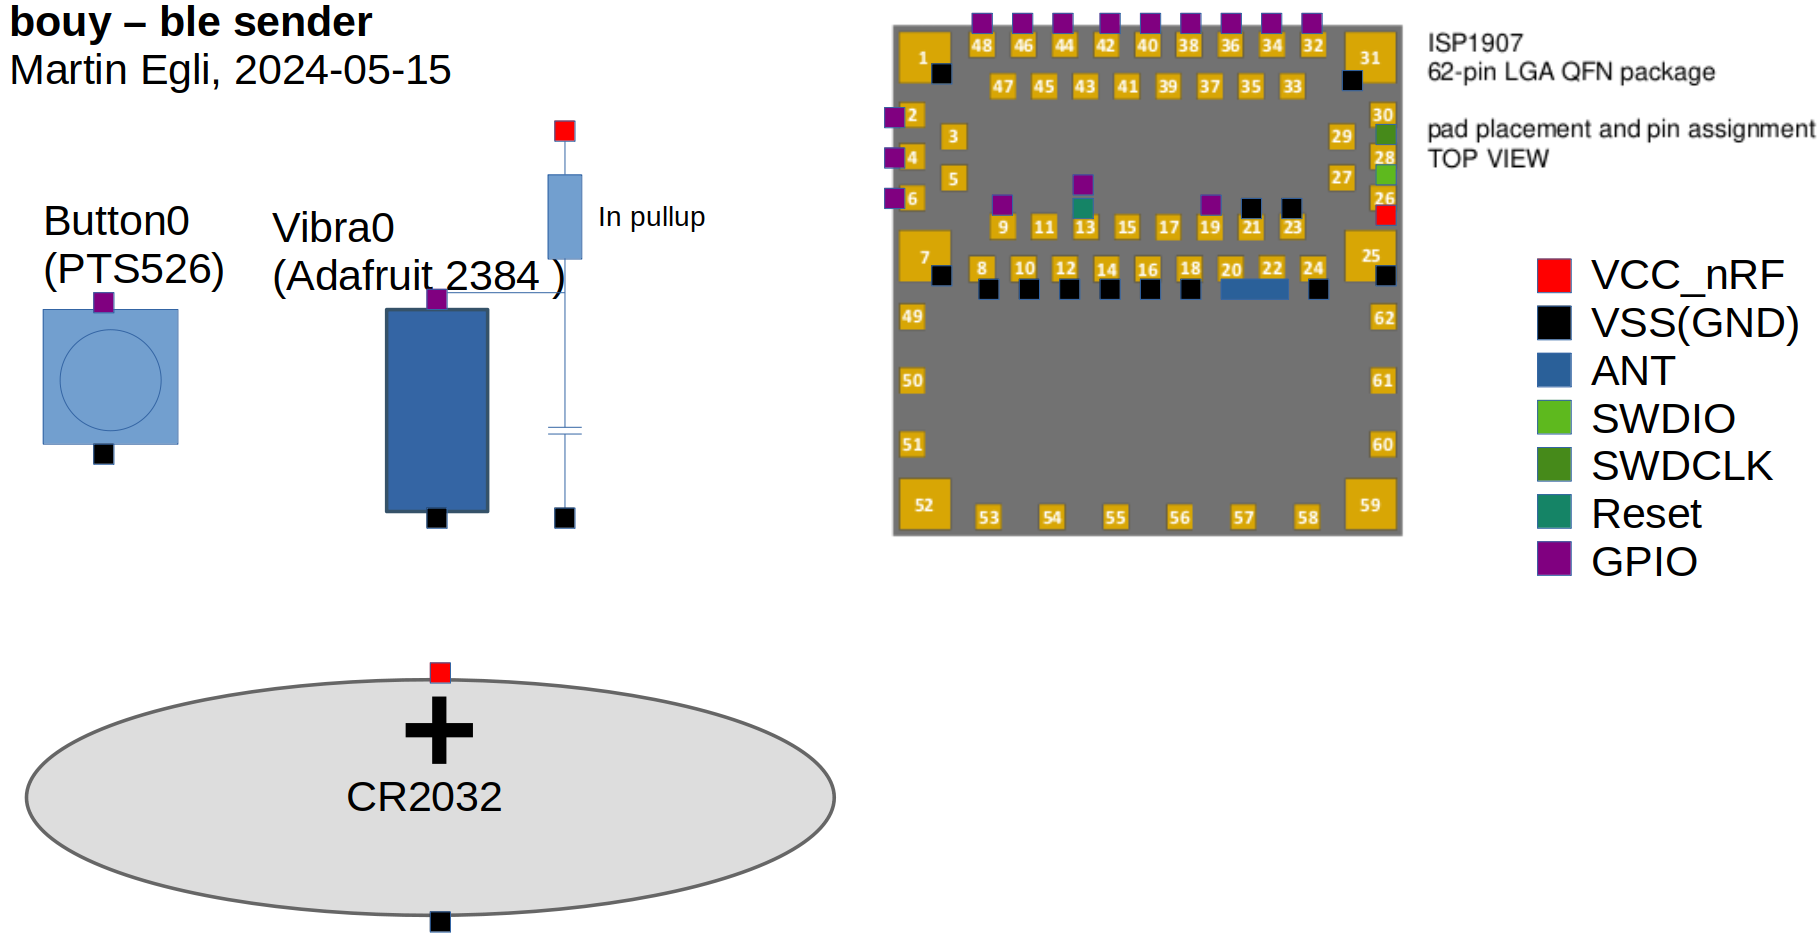 bouy – ble sender
Martin Egli, 2024-05-15
Button0
(PTS526)
Vibra0
(Adafruit 2384 )
In pullup
CR2032
1
48 46 44 42 40 38 36 34 32
31
47 45 43 41 39 37 35 33
2
30
3
29
4
28
5
27
6
26
9 11 13 15 17 19 21 23
7
25
8 10 12 14 16 18 20 22 24
49
62
50
61
51
60
52
59
53 54 55 56 57 58
ISP1907
62-pin LGA QFN package
pad placement and pin assignment
TOP VIEW
VCC_nRF
VSS(GND)
ANT
SWDIO
SWDCLK
Reset
GPIO